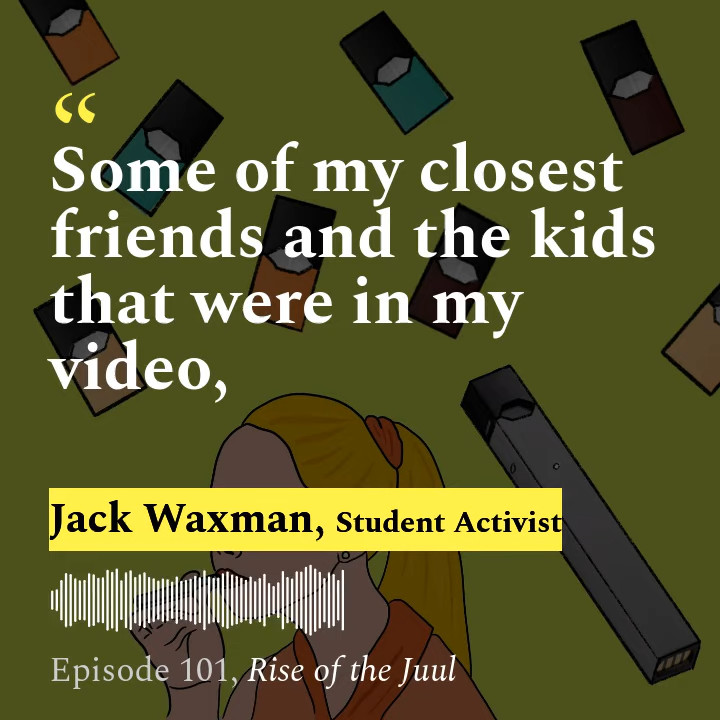 “
Some of my closest
friends and the kids
that were in my
video,
Jack Waxman, Student Activist
Episode 101, Rise of the Juul